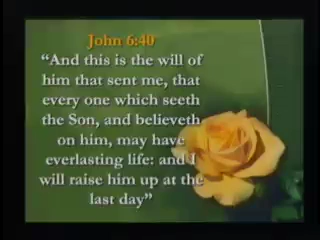 John 6:40
“And this is the will of
him that sent me, that
every one which seeth
the Son, and believeth
on him, may have
everlasting life: and I
will raise him up at the
last day”